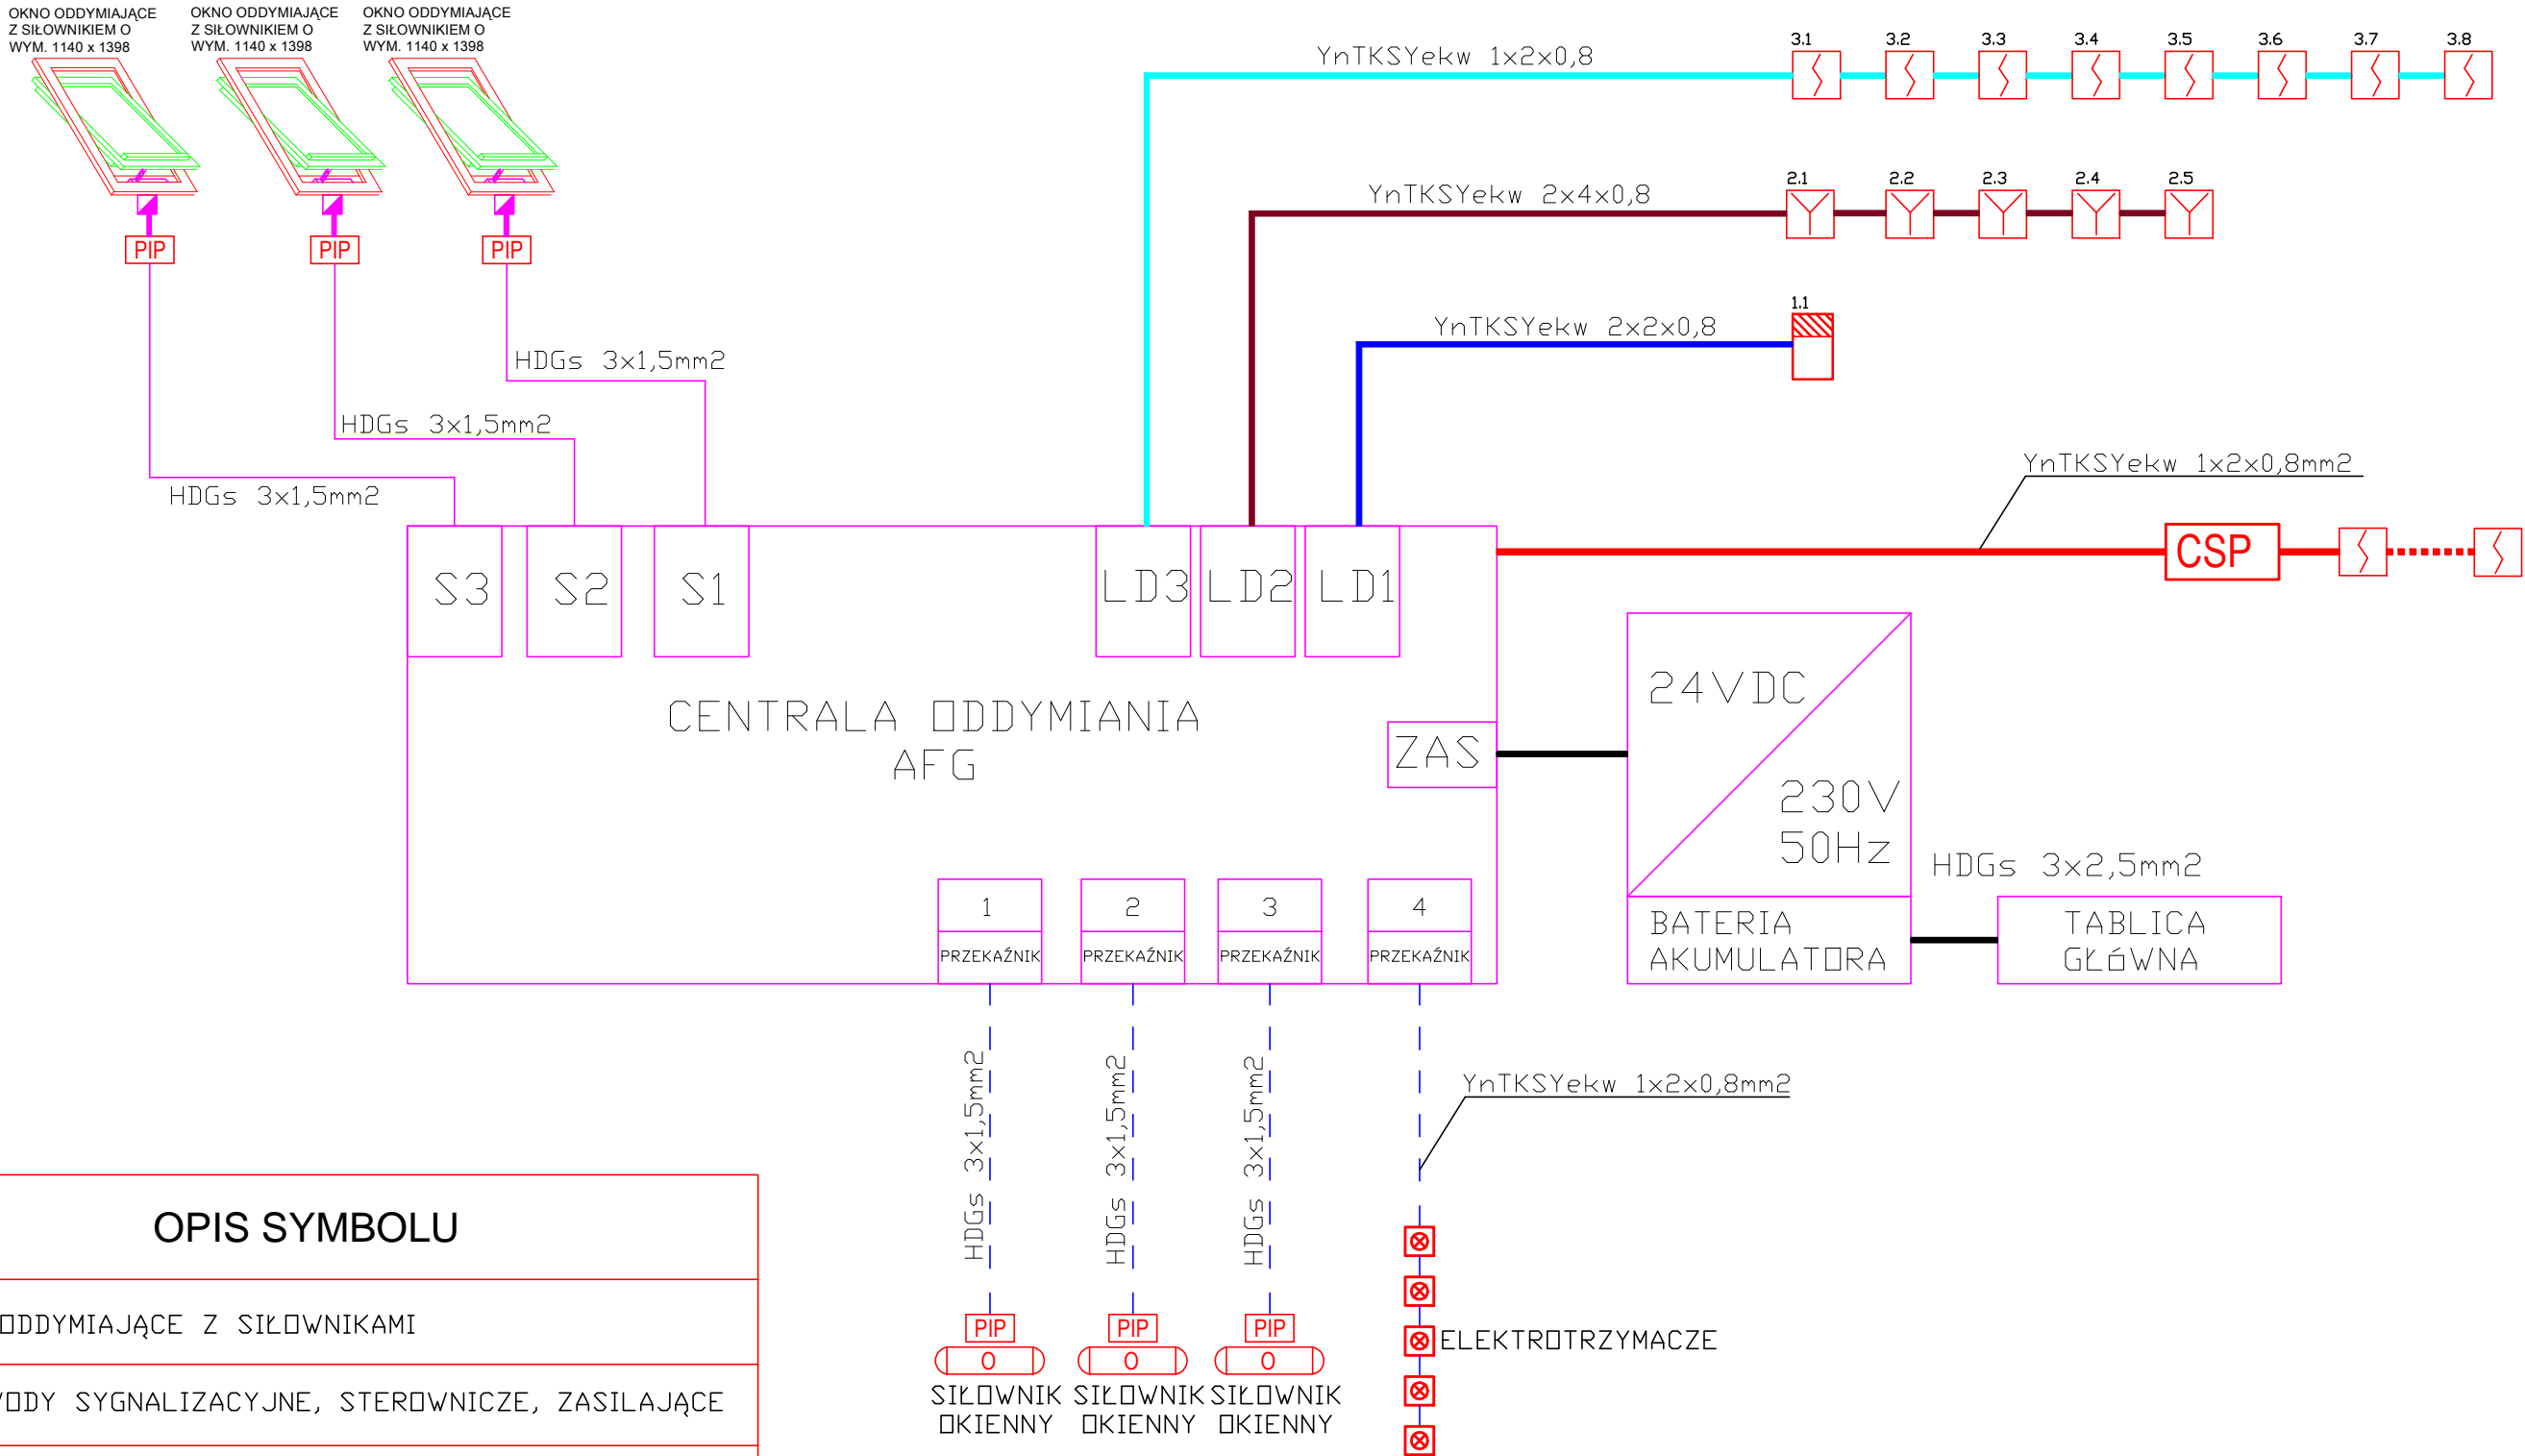 OKNO ODDYMIAJĄCE
Z SIŁOWNIKIEM O
WYM. 1140 x 1398
OKNO ODDYMIAJĄCE
Z SIŁOWNIKIEM O
WYM. 1140 x 1398
OKNO ODDYMIAJĄCE
Z SIŁOWNIKIEM O
WYM. 1140 x 1398
YnTKSYekw 1x2x0,8
3.1 3.2 3.3 3.4 3.5 3.6 3.7 3.8
YnTKSYekw 2x4x0,8
2.1 2.2 2.3 2.4 2.5
PIP PIP PIP
YnTKSYekw 2x2x0,8
1.1
HDGs 3x1,5mm2
HDGs 3x1,5mm2
HDGs 3x1,5mm2
YnTKSYekw 1x2x0,8mm2
CSP
S3 S2 S1 LD3 LD2 LD1
CENTRALA ODDYMIANIA
AFG
ZAS
24VDC
230V
50Hz
HDGs 3x2,5mm2
BATERIA
AKUMULATORA
TABLICA
GŁóWNA
1 2 3 4
PRZEKAŹNIK PRZEKAŹNIK PRZEKAŹNIK PRZEKAŹNIK
HDGs 3x1,5mm2
HDGs 3x1,5mm2
HDGs 3x1,5mm2
YnTKSYekw 1x2x0,8mm2
PIP PIP PIP
O O O
SIŁOWNIK
OKIENNY
SIŁOWNIK
OKIENNY
SIŁOWNIK
OKIENNY
ELEKTROTRZYMACZE
OPIS SYMBOLU
ODDYMIAJĄCE Z SIŁOWNIKAMI
WODY SYGNALIZACYJNE, STEROWNICZE, ZASILAJĄCE